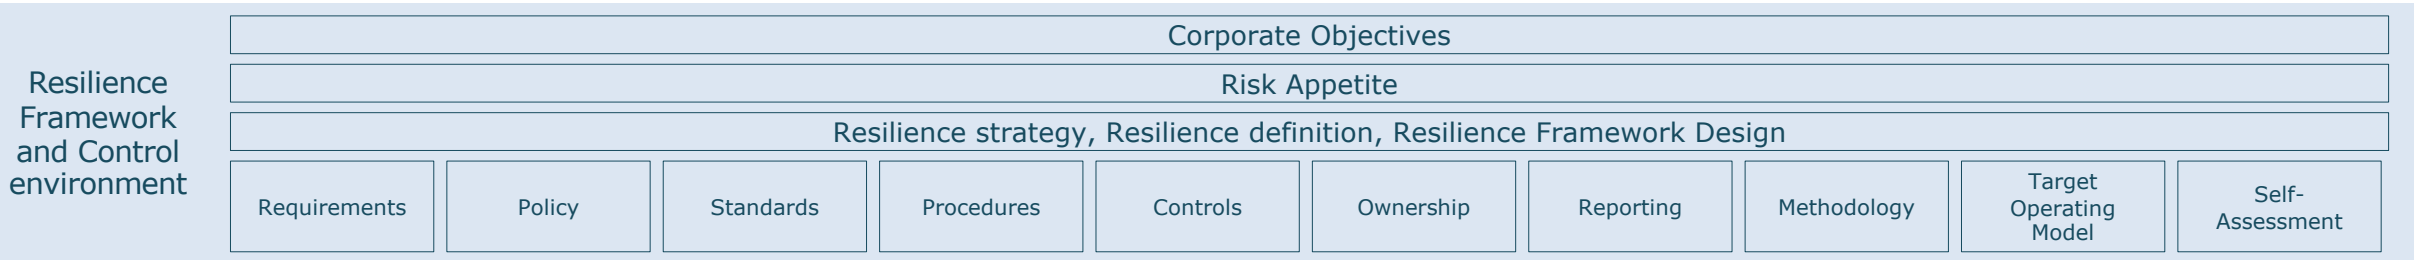 Resilience
Framework
and Control
environment
Corporate Objectives
Risk Appetite
Resilience strategy, Resilience definition, Resilience Framework Design
Requirements
Policy
Standards
Procedures
Controls
Ownership
Reporting
Methodology
Target
Operating
Model
Self-
Assessment